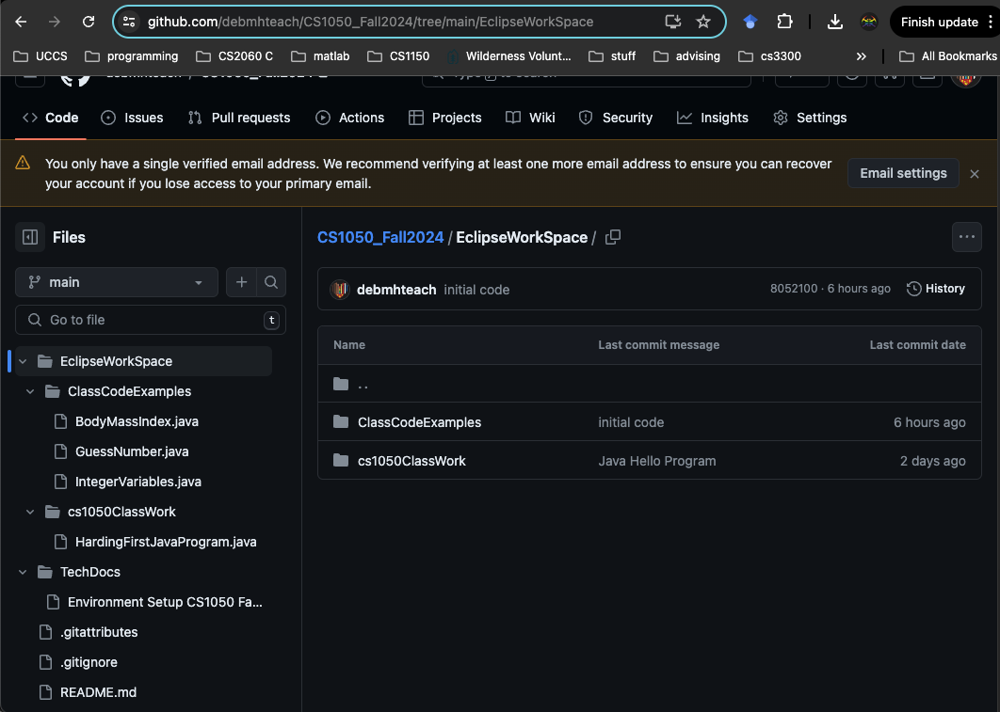 github.com/debmhteach/CS1050_Fall2024/tree/main/EclipseWorkSpace
Finish update
UCCS
programming
CS2060 C
matlab
CS1150
Wilderness Volunt...
stuff
advising
cs3300
»
All Bookmarks
Code
Issues
Pull requests
Actions
Projects
Wiki
Security
Insights
Settings
You only have a single verified email address. We recommend verifying at least one more email address to ensure you can recover
your account if you lose access to your primary email.
Email settings
Files
main
Go to file
t
EclipseWorkSpace
ClassCodeExamples
BodyMassIndex.java
GuessNumber.java
IntegerVariables.java
cs1050ClassWork
HardingFirstJavaProgram.java
TechDocs
Environment Setup CS1050 Fa...
.gitattributes
.gitignore
README.md
CS1050_Fall2024 / EclipseWorkSpace /
debmhteach initial code
8052100 · 6 hours ago
History
Name
Last commit message
Last commit date
..
ClassCodeExamples
initial code
6 hours ago
cs1050ClassWork
Java Hello Program
2 days ago